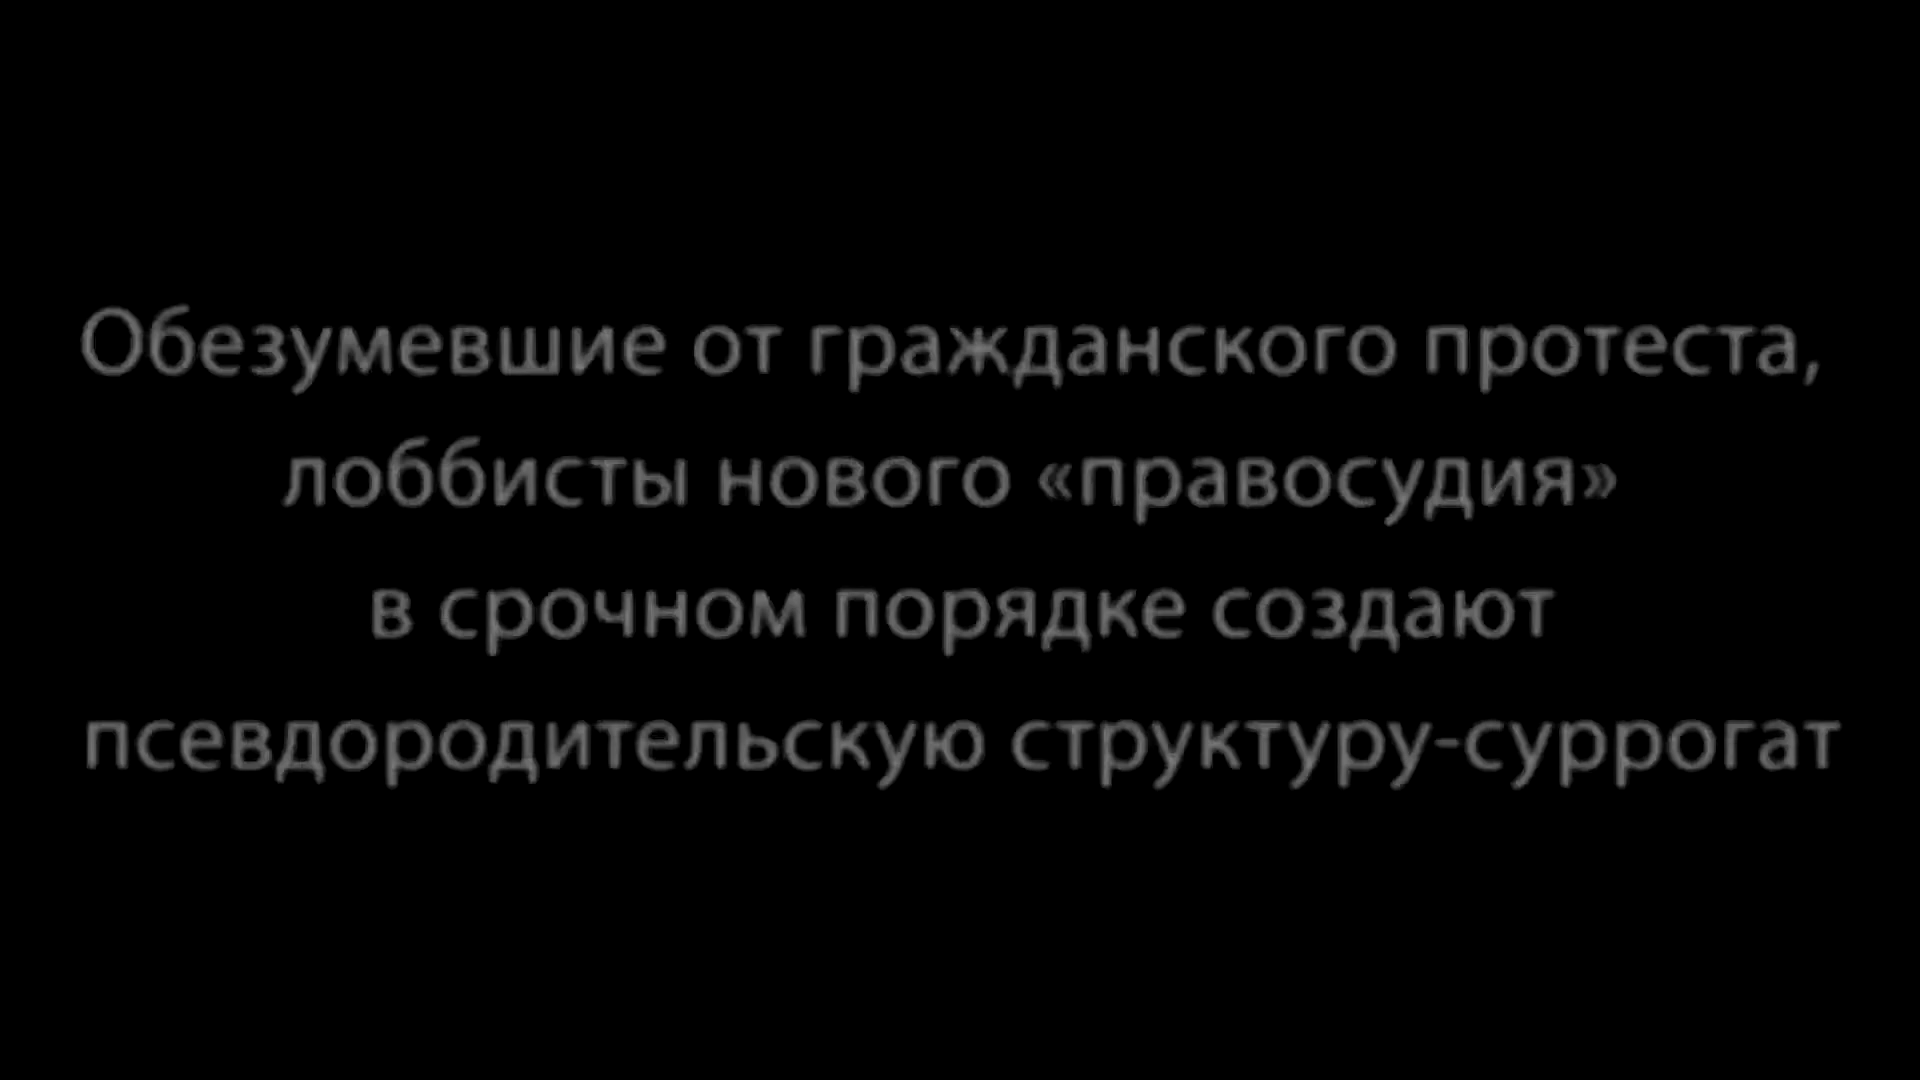 Обезумевшие от гражданского протеста,
лоббисты нового «правосудия»
в срочном порядке создают
псевдородительскую структуру-суррогат